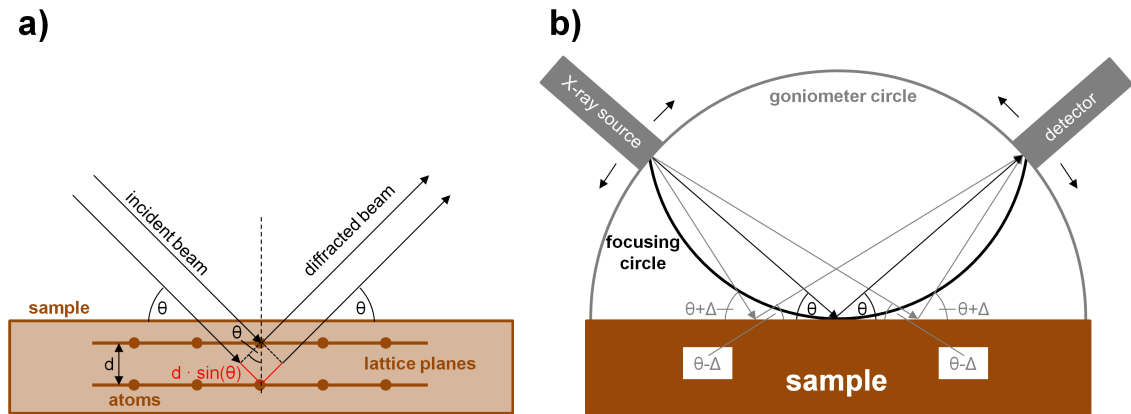 a)
incident beam
diffracted beam
sample
θ
θ
θ
d
d · sin(θ)
lattice planes
atoms
b)
X-ray source
goniometer circle
detector
focusing
circle
θ+Δ
θ
θ
θ+Δ
θ-Δ
θ-Δ
sample